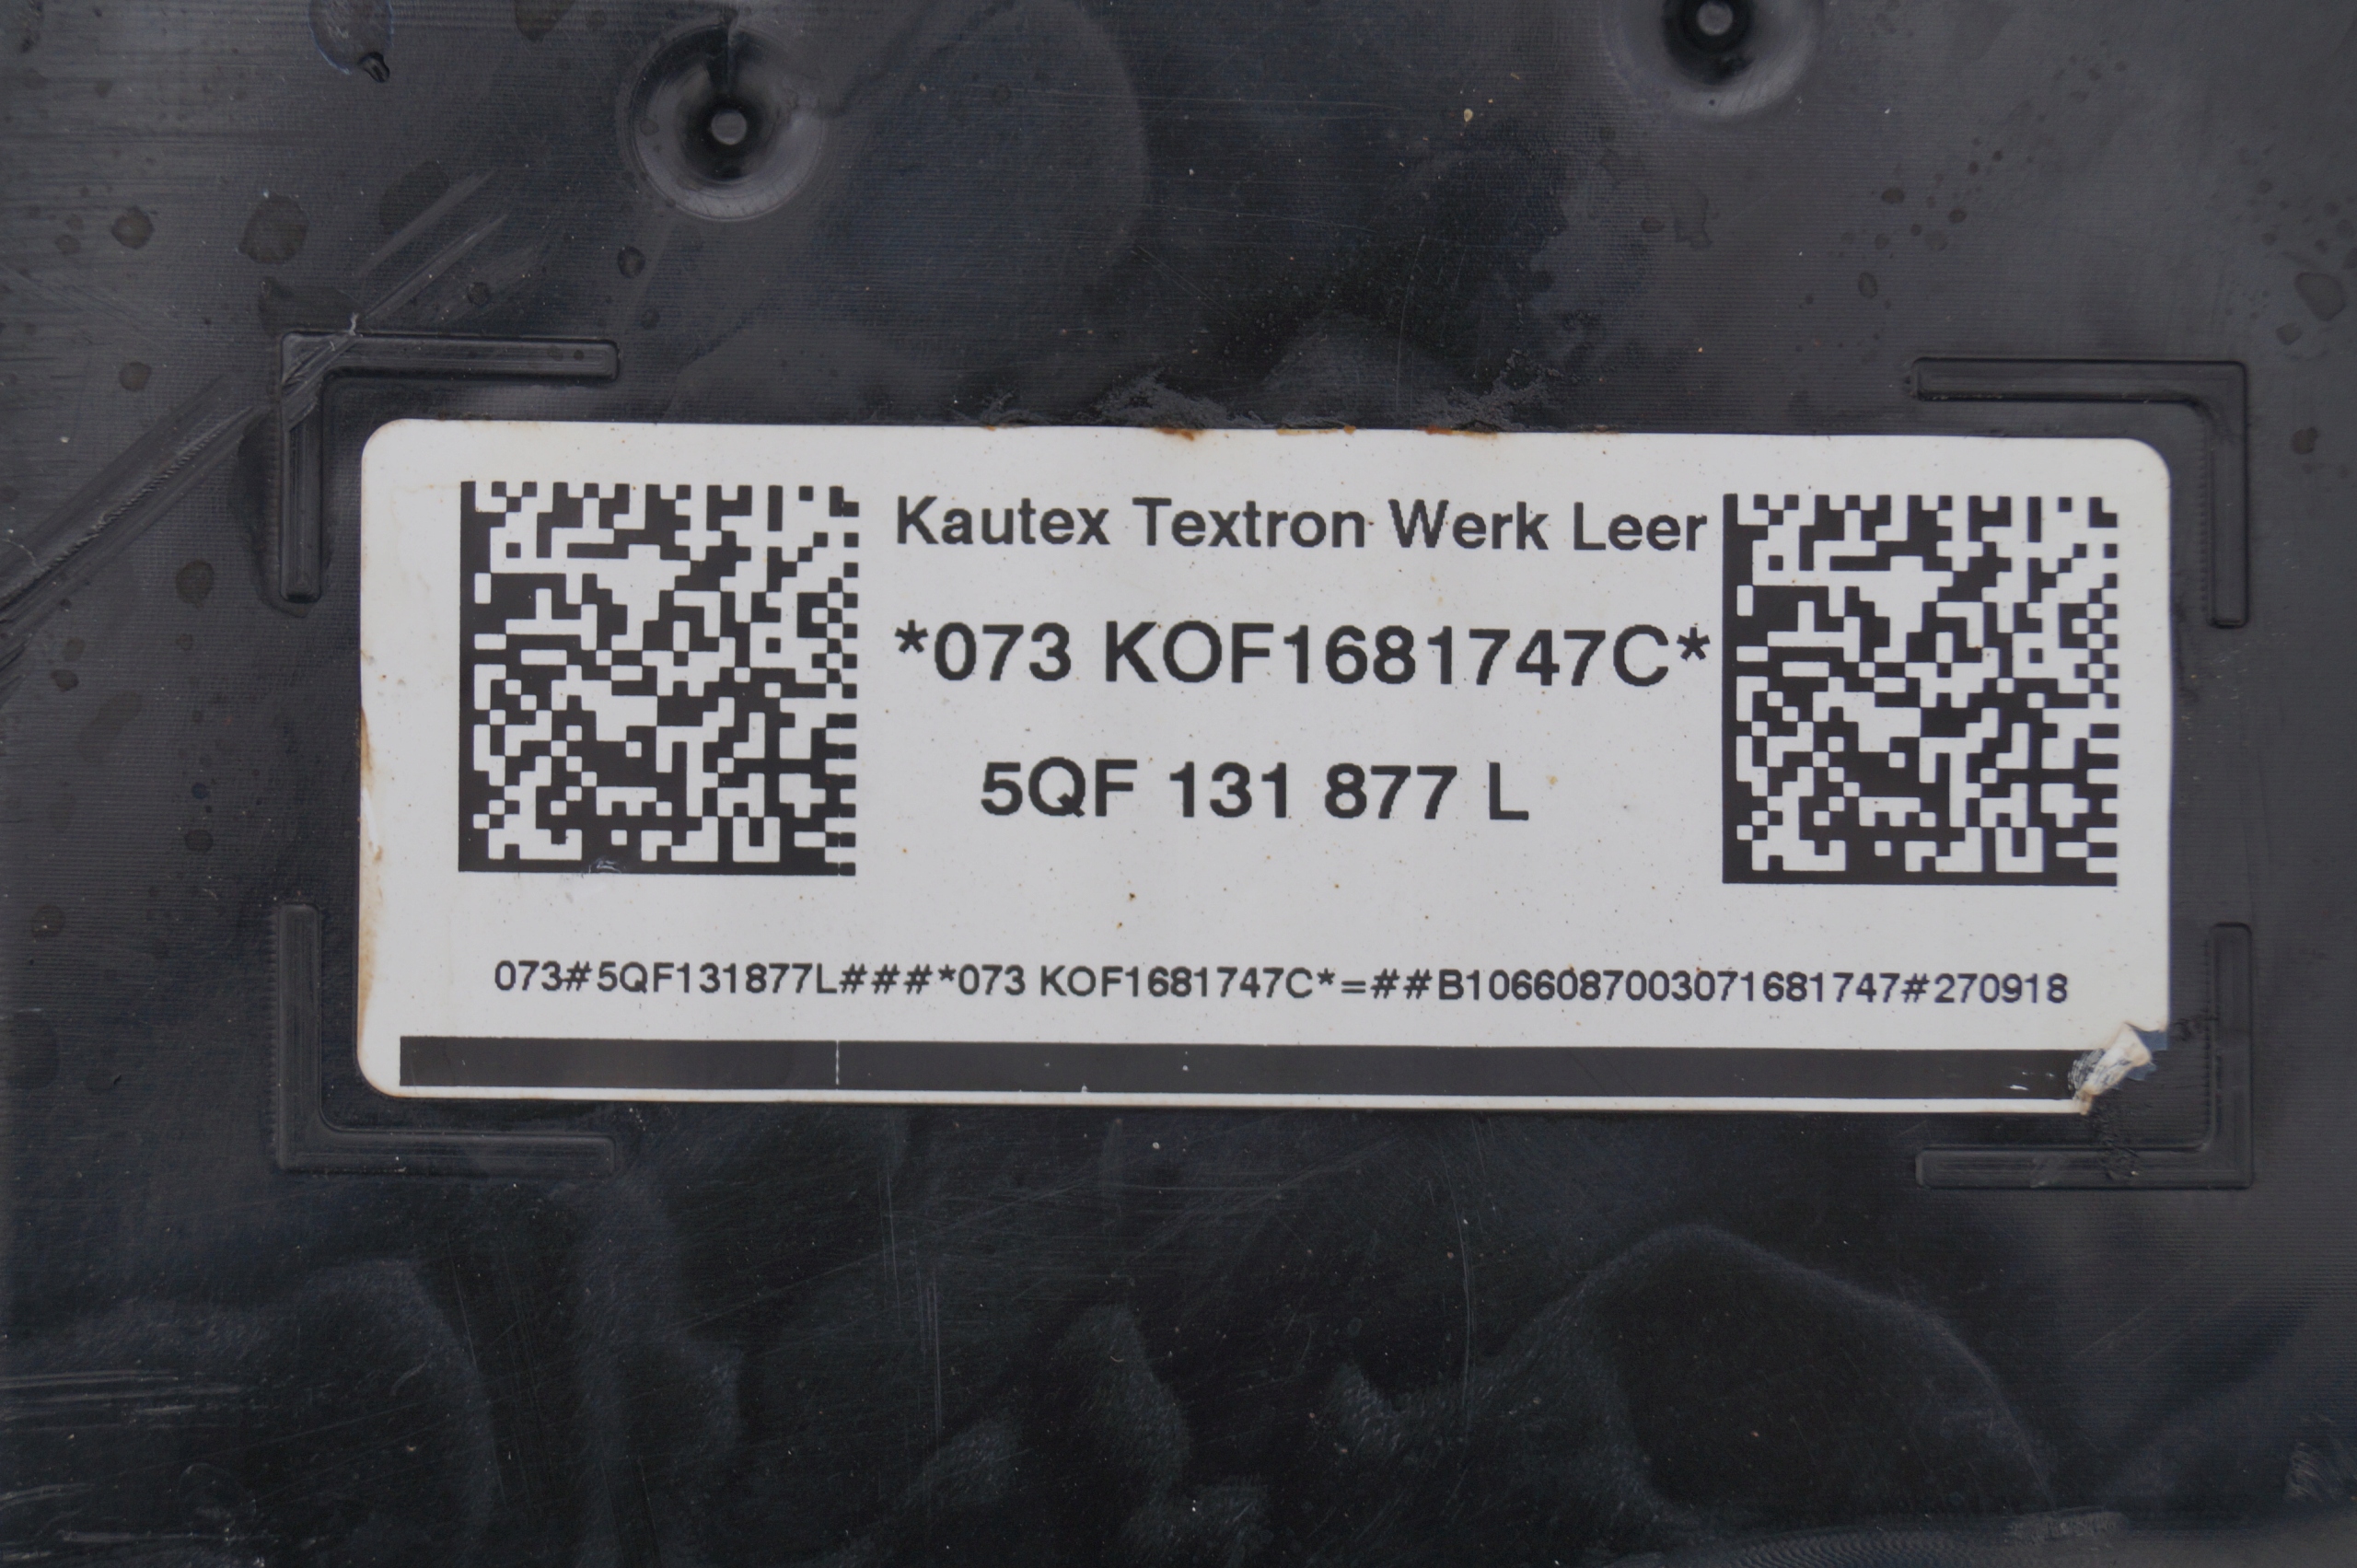 Kautex Textron Werk Leer
*073 KOF1681747C*
5QF 131 877 L
073#5QF131877L###*073 KOF1681747C*=##B1066087003071681747#270918